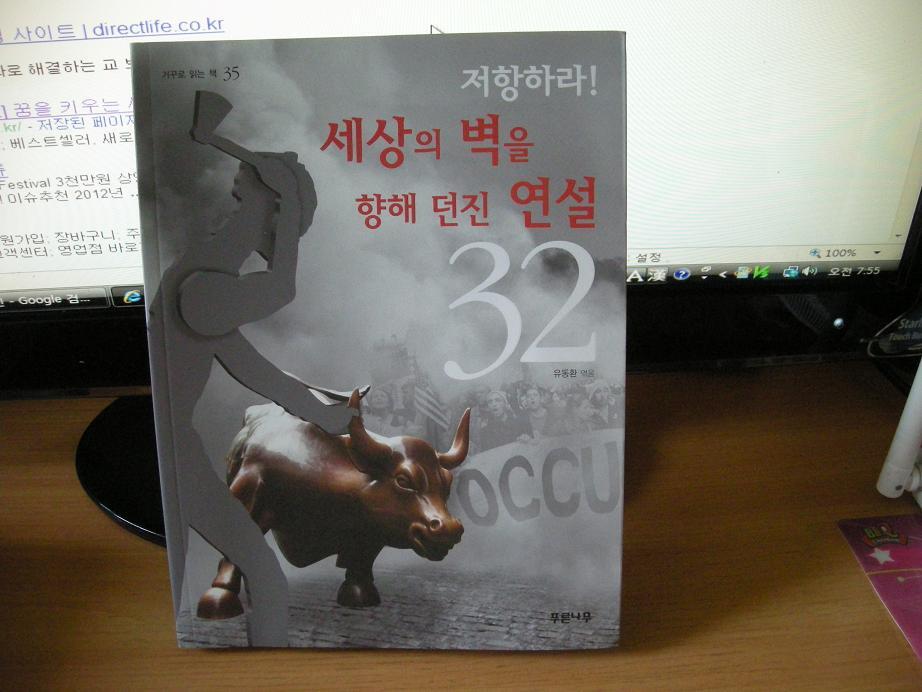 사이트 | directlife.co.kr
로 해결하는 교
꿈을 키우는
kr/ - 저장된 페이지
베스트셀러, 새로
Festival 3천만원 상
이슈추천 2012년 ...
원가입, 장바구니, 주
고객센터: 영업점 바로
- Google 검...
거꾸로 읽는 책 35
저항하라!
세상의 벽을
향해 던진 연설
32
유동환 엮음
OCCU
푸른나무
설정
100%
A 漢
오전 7:55